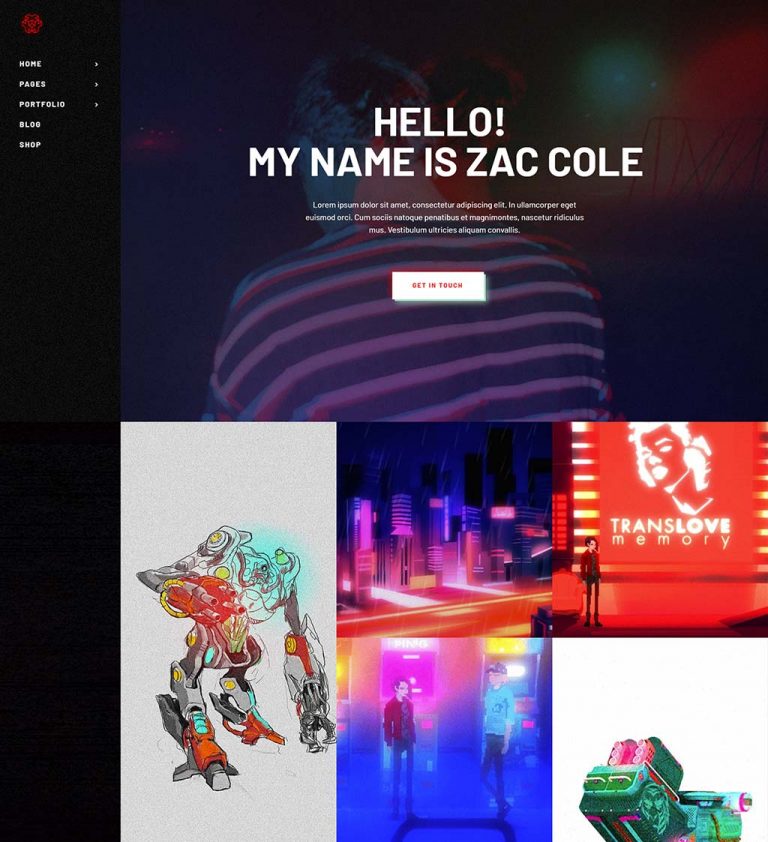 HOME
PAGES
PORTFOLIO
BLOG
SHOP
HELLO!
MY NAME IS ZAC COLE
Lorem ipsum dolor sit amet, consectetur adipiscing elit. In ullamcorper eget
euismod orci. Cum sociis natoque penatibus et magnimontes, nascetur ridiculus
mus. Vestibulum ultricies aliquam convallis.
GET IN TOUCH
TRANSLOVE
memory